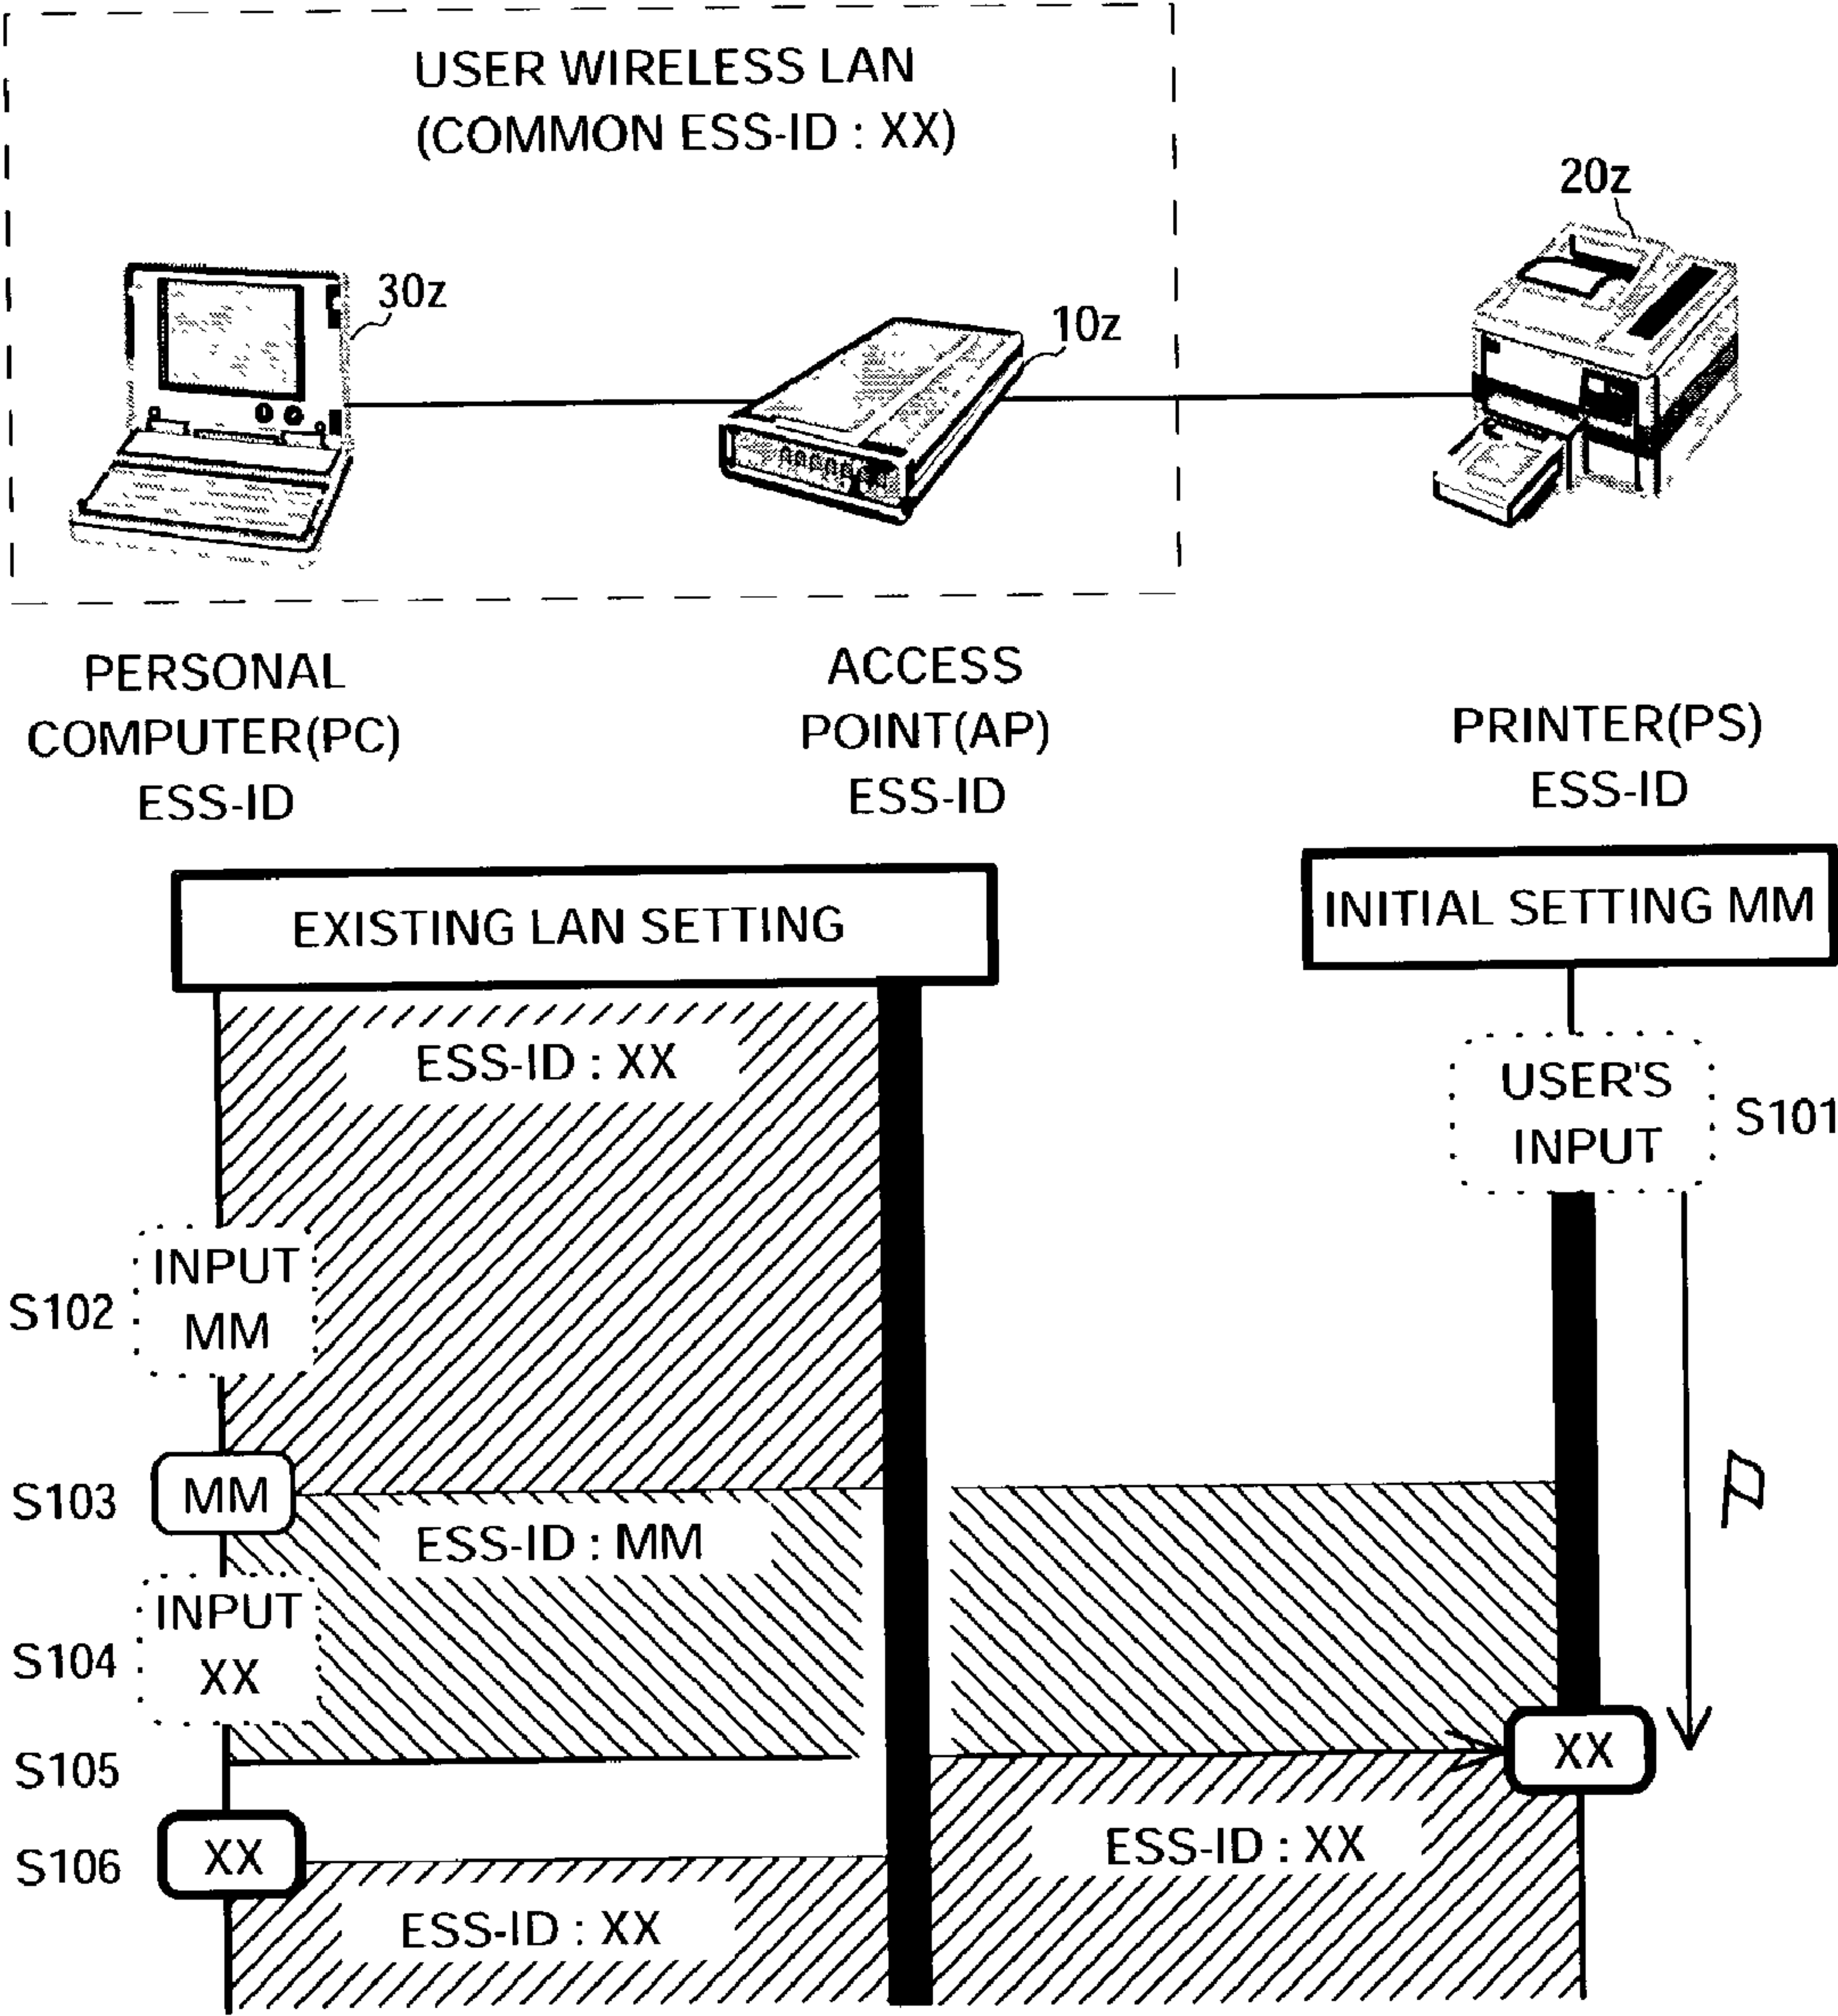 USER WIRELESS LAN
(COMMON ESS-ID : XX)
20z
30z
10z
PERSONAL
COMPUTER(PC)
ESS-ID
ACCESS
POINT(AP)
ESS-ID
PRINTER(PS)
ESS-ID
EXISTING LAN SETTING
INITIAL SETTING MM
ESS-ID : XX
USER'S
INPUT
S101
INPUT
MM
S102
S103
MM
ESS-ID : MM
P
INPUT
XX
S104
S105
XX
S106
XX
ESS-ID : XX
ESS-ID : XX